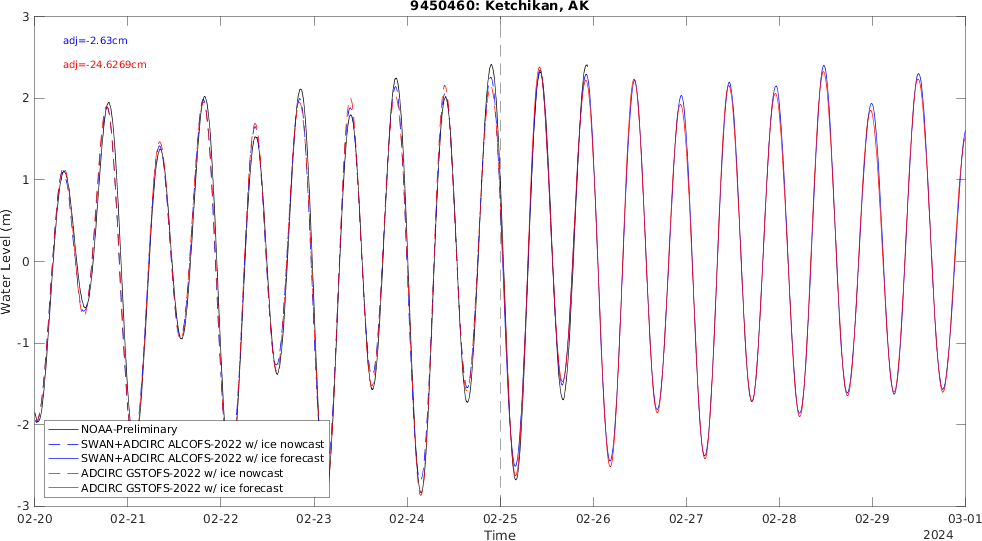 9450460: Ketchikan, AK
adj=-2.63cm
adj=-24.6269cm
3
2
1
0
-1
-2
-3
Water Level (m)
NOAA-Preliminary
SWAN+ADCIRC ALCOFS-2022 w/ ice nowcast
SWAN+ADCIRC ALCOFS-2022 w/ ice forecast
ADCIRC GSTOFS-2022 w/ ice nowcast
ADCIRC GSTOFS-2022 w/ ice forecast
02-20 02-21 02-22 02-23 02-24 02-25 02-26 02-27 02-28 02-29 03-01
Time
2024